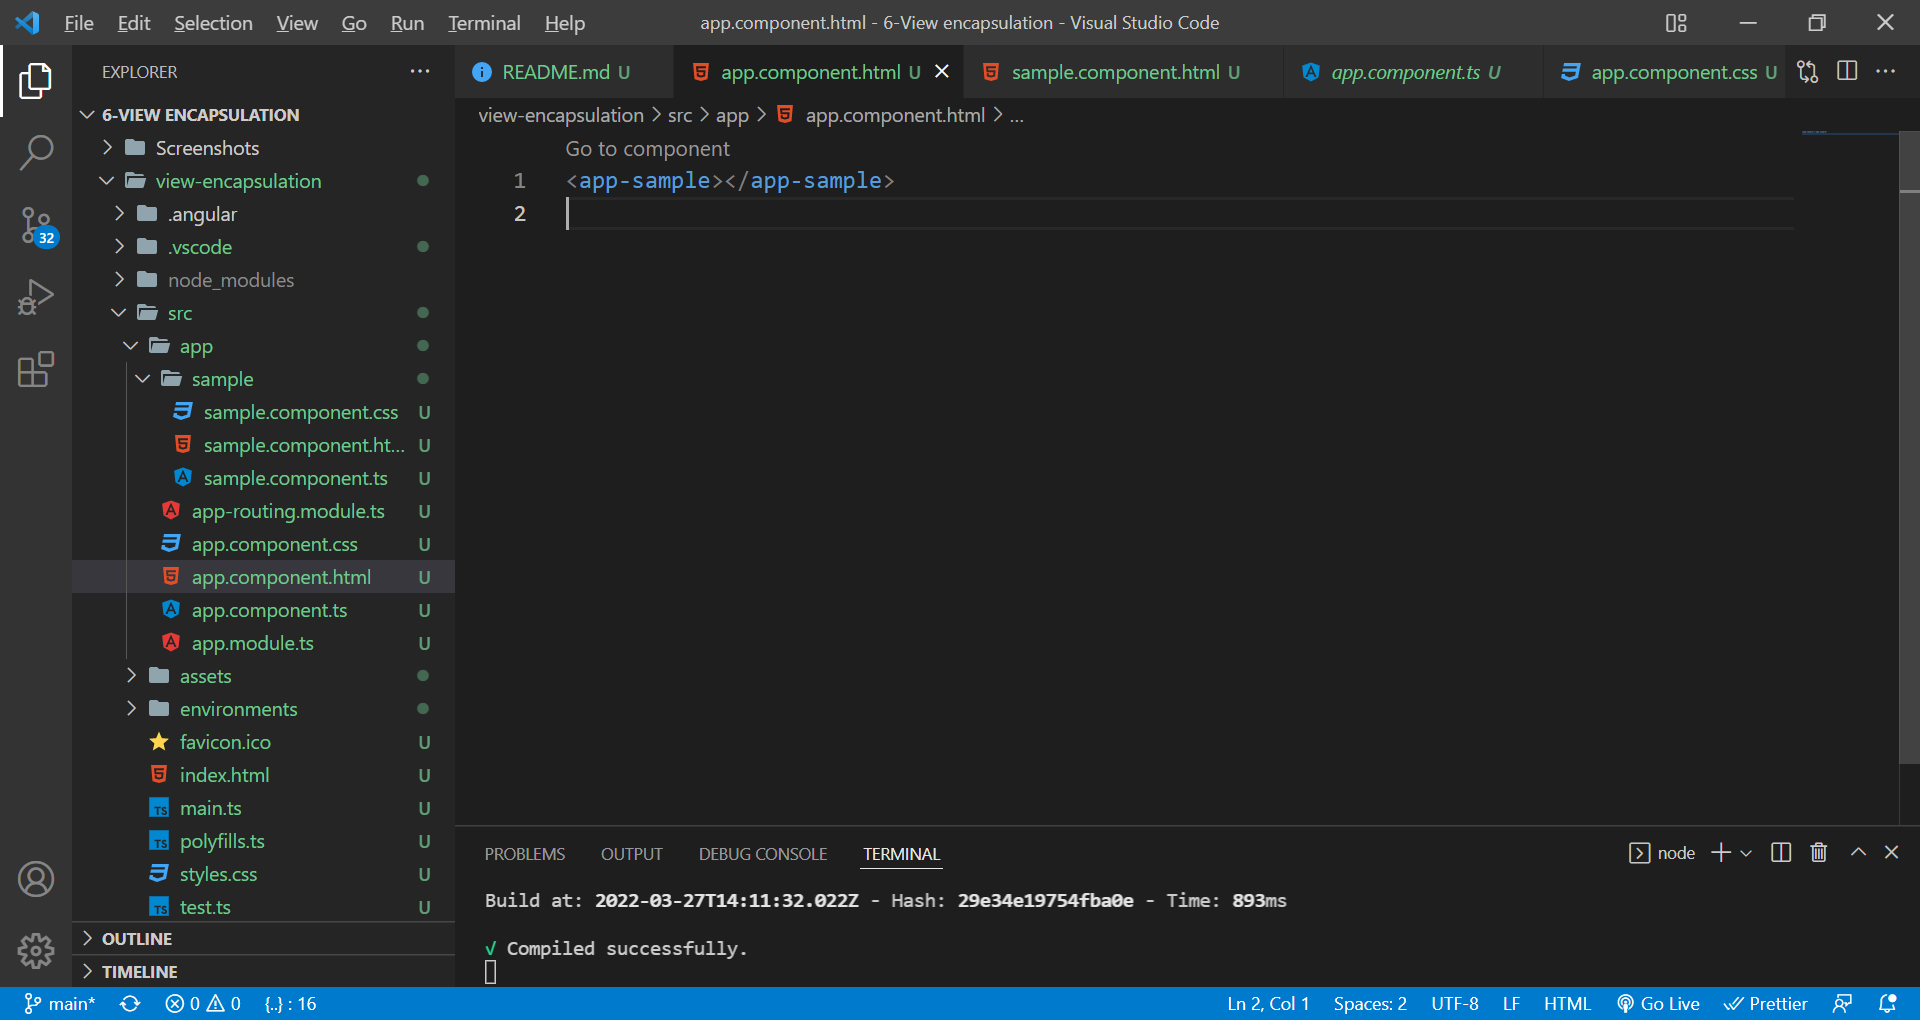 File Edit Selection View Go Run Terminal Help
app.component.html - 6-View encapsulation - Visual Studio Code
EXPLORER
6-VIEW ENCAPSULATION
Screenshots
view-encapsulation
.angular
.vscode
node_modules
src
app
sample
sample.component.css U
sample.component.ht... U
sample.component.ts U
app-routing.module.ts U
app.component.css U
app.component.html U
app.component.ts U
app.module.ts U
assets
environments
favicon.ico U
index.html U
main.ts U
polyfills.ts U
styles.css U
test.ts U
OUTLINE
TIMELINE
32
README.md U
app.component.html U
sample.component.html U
app.component.ts U
app.component.css U
view-encapsulation > src > app > app.component.html > ...
Go to component
1 <app-sample></app-sample>
2
PROBLEMS OUTPUT DEBUG CONSOLE TERMINAL
node
Build at: 2022-03-27T14:11:32.022Z - Hash: 29e34e19754fba0e - Time: 893ms
√ Compiled successfully.
main* 0 0 {..} : 16
Ln 2, Col 1 Spaces: 2 UTF-8 LF HTML Go Live Prettier